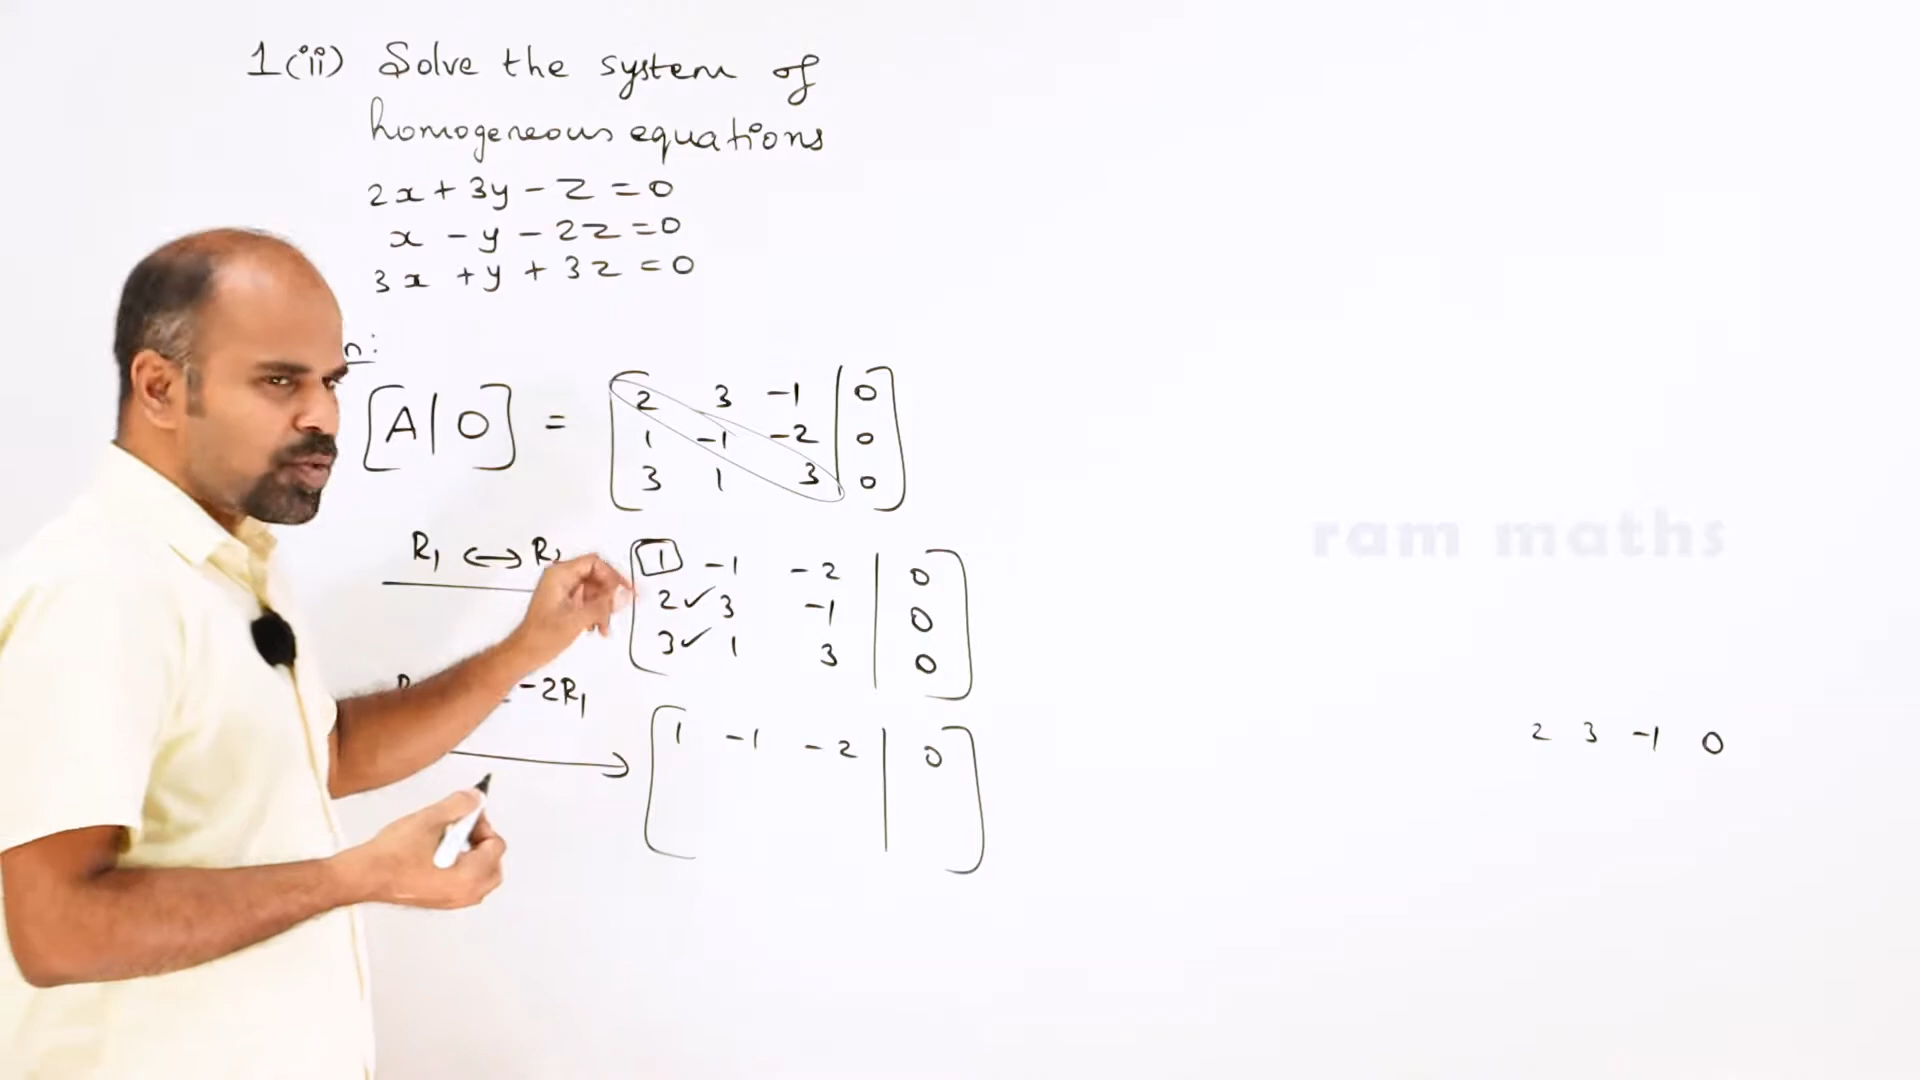 1(ii) Solve the system of
homogeneous equations
2x + 3y - z = 0
x - y - 2z = 0
3x + y + 3z = 0
n:
[A | O] = [2 3 -1 | 0
1 -1 -2 | 0
3 1 3 | 0]
R₁ ↔ R₂ [1 -1 -2 | 0
2 ✓ 3 -1 | 0
3 ✓ 1 3 | 0]
-2R₁
→ [1 -1 -2 | 0]
ram maths
2 3 -1 0